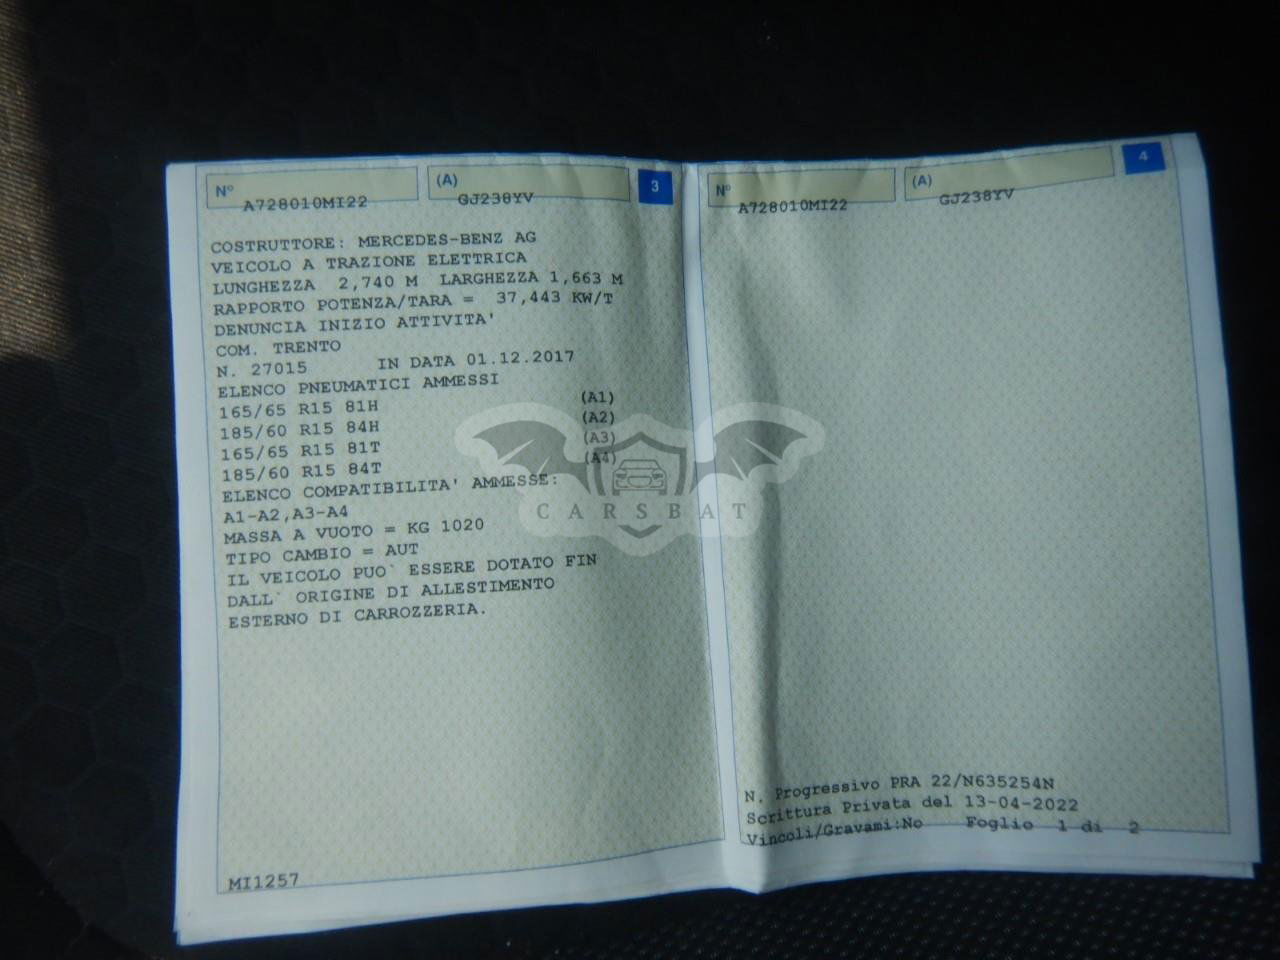 Nº A728010MI22 (A) GJ238YV 3
COSTRUTTORE: MERCEDES-BENZ AG
VEICOLO A TRAZIONE ELETTRICA
LUNGHEZZA 2,740 M LARGHEZZA 1,663 M
RAPPORTO POTENZA/TARA = 37,443 KW/T
DENUNCIA INIZIO ATTIVITA'
COM. TRENTO
N. 27015 IN DATA 01.12.2017
ELENCO PNEUMATICI AMMESSI
165/65 R15 81H (A1)
185/60 R15 84H (A2)
165/65 R15 81T (A3)
185/60 R15 84T (A4)
ELENCO COMPATIBILITA' AMMESSE:
A1-A2,A3-A4
MASSA A VUOTO = KG 1020
TIPO CAMBIO = AUT
IL VEICOLO PUO` ESSERE DOTATO FIN
DALL` ORIGINE DI ALLESTIMENTO
ESTERNO DI CARROZZERIA.
MI1257
Nº A728010MI22 (A) GJ238YV 4
N. Progressivo PRA 22/N635254N
Scrittura Privata del 13-04-2022
Vincoli/Gravami:No Foglio 1 di 2
CARSBAT